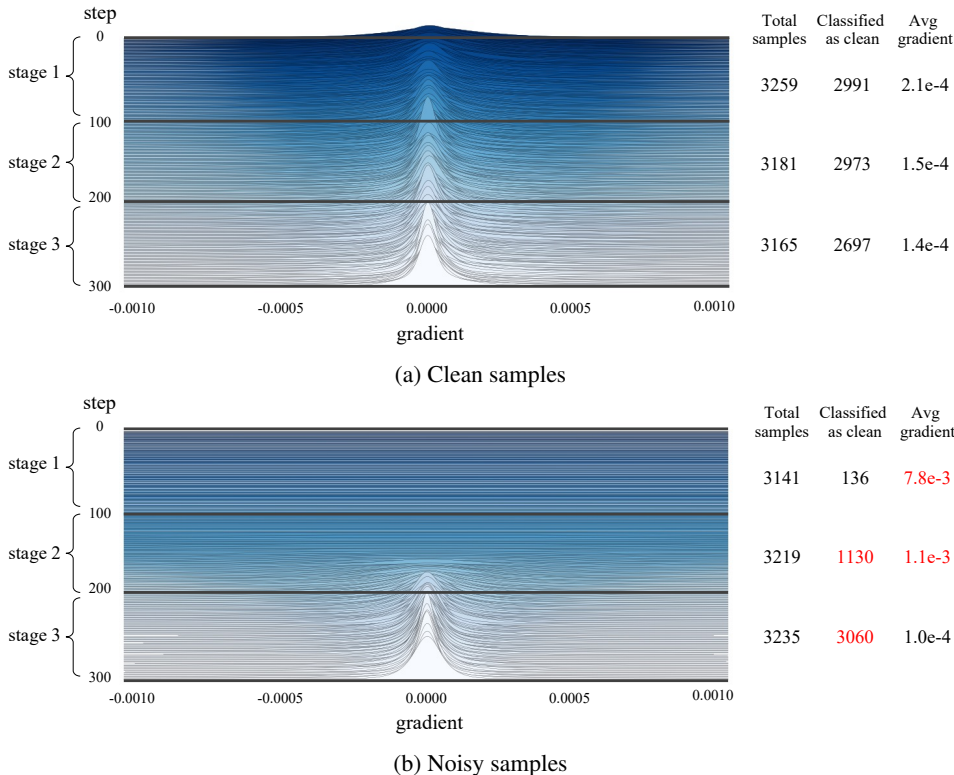 step
Total samples
Classified as clean
Avg gradient
0
stage 1
3259 2991 2.1e-4
100
stage 2
3181 2973 1.5e-4
200
stage 3
3165 2697 1.4e-4
300
-0.0010 -0.0005 0.0000 0.0005 0.0010
gradient
(a) Clean samples
step
Total samples
Classified as clean
Avg gradient
0
stage 1
3141 136 7.8e-3
100
stage 2
3219 1130 1.1e-3
200
stage 3
3235 3060 1.0e-4
300
-0.0010 -0.0005 0.0000 0.0005 0.0010
gradient
(b) Noisy samples